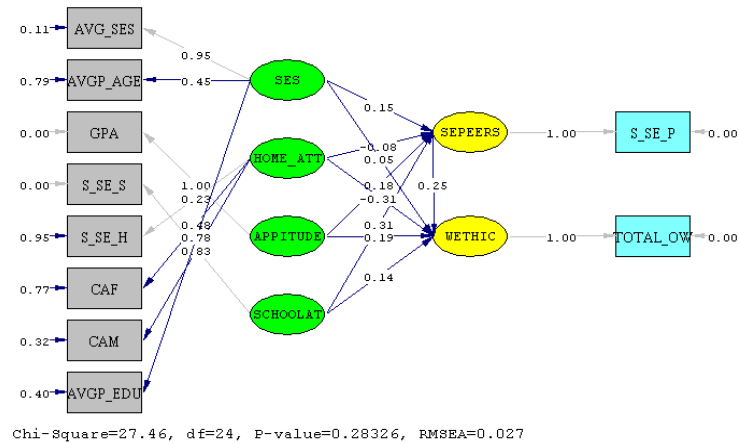 0.11 AVG_SES
0.95
0.79 AVGP_AGE 0.45 SES
0.15
0.00 GPA SEPEERS 1.00 S_SE_P 0.00
-0.08
HOME_ATT 0.05
0.00 S_SE_S 1.00 0.18 0.25
0.23 -0.31
0.48 0.31
0.95 S_SE_H 0.78 APPITUDE 0.19 WETHIC 1.00 TOTAL_OW 0.00
0.83
0.14
0.77 CAF
SCHOOLAT
0.32 CAM
0.40 AVGP_EDU
Chi-Square=27.46, df=24, P-value=0.28326, RMSEA=0.027